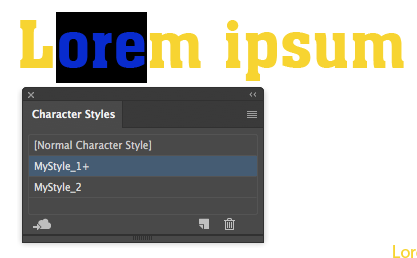 Lorem ipsum
Character Styles
[Normal Character Style]
MyStyle_1+
MyStyle_2
Lore